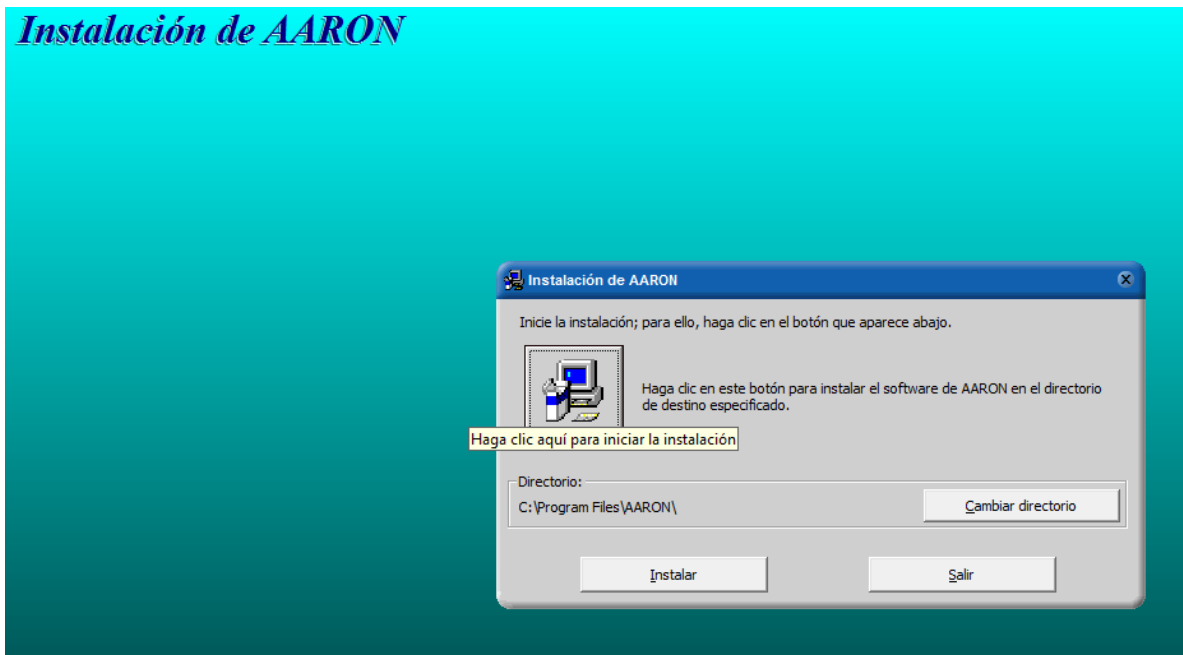 Instalación de AARON
Instalación de AARON
Inicie la instalación; para ello, haga clic en el botón que aparece abajo.
Haga clic en este botón para instalar el software de AARON en el directorio
de destino especificado.
Haga clic aquí para iniciar la instalación
Directorio:
C:\Program Files\AARON\
Cambiar directorio
Instalar
Salir